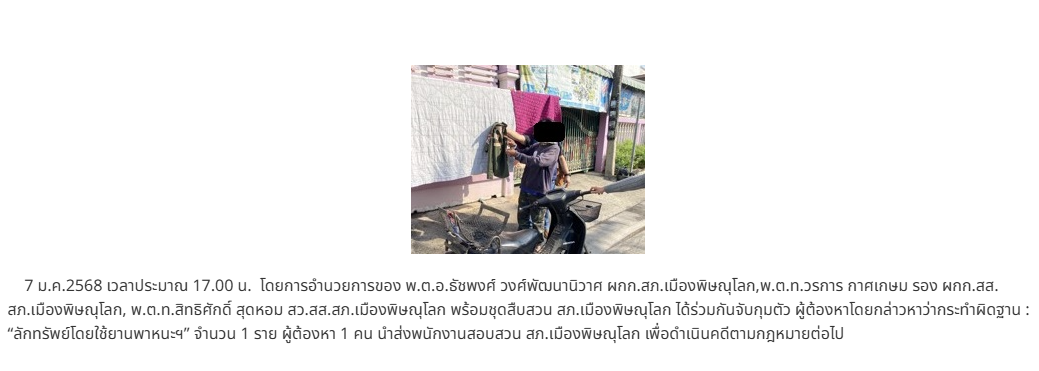 7 ม.ค.2568 เวลาประมาณ 17.00 น. โดยการอำนวยการของ พ.ต.อ.ธัชพงศ์ วงศ์พัฒนานิวาศ ผกก.สภ.เมืองพิษณุโลก,พ.ต.ท.วรการ กาศเกษม รอง ผกก.สส.
สภ.เมืองพิษณุโลก, พ.ต.ท.สิทธิศักดิ์ สุดหอม สว.สส.สภ.เมืองพิษณุโลก พร้อมชุดสืบสวน สภ.เมืองพิษณุโลก ได้ร่วมกันจับกุมตัว ผู้ต้องหาโดยกล่าวหาว่ากระทำผิดฐาน :
“ลักทรัพย์โดยใช้ยานพาหนะฯ” จำนวน 1 ราย ผู้ต้องหา 1 คน นำส่งพนักงานสอบสวน สภ.เมืองพิษณุโลก เพื่อดำเนินคดีตามกฎหมายต่อไป